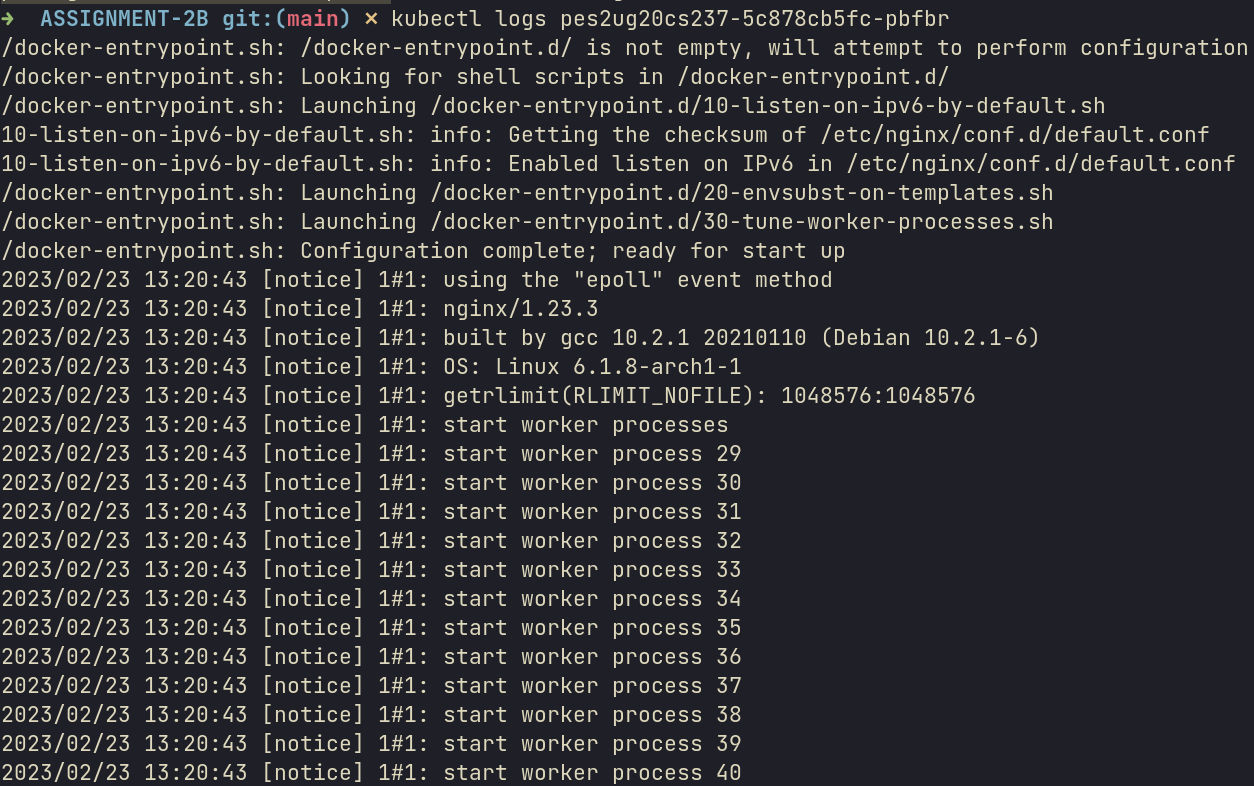 ➜  ASSIGNMENT-2B git:(main) ✗ kubectl logs pes2ug20cs237-5c878cb5fc-pbfbr
/docker-entrypoint.sh: /docker-entrypoint.d/ is not empty, will attempt to perform configuration
/docker-entrypoint.sh: Looking for shell scripts in /docker-entrypoint.d/
/docker-entrypoint.sh: Launching /docker-entrypoint.d/10-listen-on-ipv6-by-default.sh
10-listen-on-ipv6-by-default.sh: info: Getting the checksum of /etc/nginx/conf.d/default.conf
10-listen-on-ipv6-by-default.sh: info: Enabled listen on IPv6 in /etc/nginx/conf.d/default.conf
/docker-entrypoint.sh: Launching /docker-entrypoint.d/20-envsubst-on-templates.sh
/docker-entrypoint.sh: Launching /docker-entrypoint.d/30-tune-worker-processes.sh
/docker-entrypoint.sh: Configuration complete; ready for start up
2023/02/23 13:20:43 [notice] 1#1: using the "epoll" event method
2023/02/23 13:20:43 [notice] 1#1: nginx/1.23.3
2023/02/23 13:20:43 [notice] 1#1: built by gcc 10.2.1 20210110 (Debian 10.2.1-6)
2023/02/23 13:20:43 [notice] 1#1: OS: Linux 6.1.8-arch1-1
2023/02/23 13:20:43 [notice] 1#1: getrlimit(RLIMIT_NOFILE): 1048576:1048576
2023/02/23 13:20:43 [notice] 1#1: start worker processes
2023/02/23 13:20:43 [notice] 1#1: start worker process 29
2023/02/23 13:20:43 [notice] 1#1: start worker process 30
2023/02/23 13:20:43 [notice] 1#1: start worker process 31
2023/02/23 13:20:43 [notice] 1#1: start worker process 32
2023/02/23 13:20:43 [notice] 1#1: start worker process 33
2023/02/23 13:20:43 [notice] 1#1: start worker process 34
2023/02/23 13:20:43 [notice] 1#1: start worker process 35
2023/02/23 13:20:43 [notice] 1#1: start worker process 36
2023/02/23 13:20:43 [notice] 1#1: start worker process 37
2023/02/23 13:20:43 [notice] 1#1: start worker process 38
2023/02/23 13:20:43 [notice] 1#1: start worker process 39
2023/02/23 13:20:43 [notice] 1#1: start worker process 40